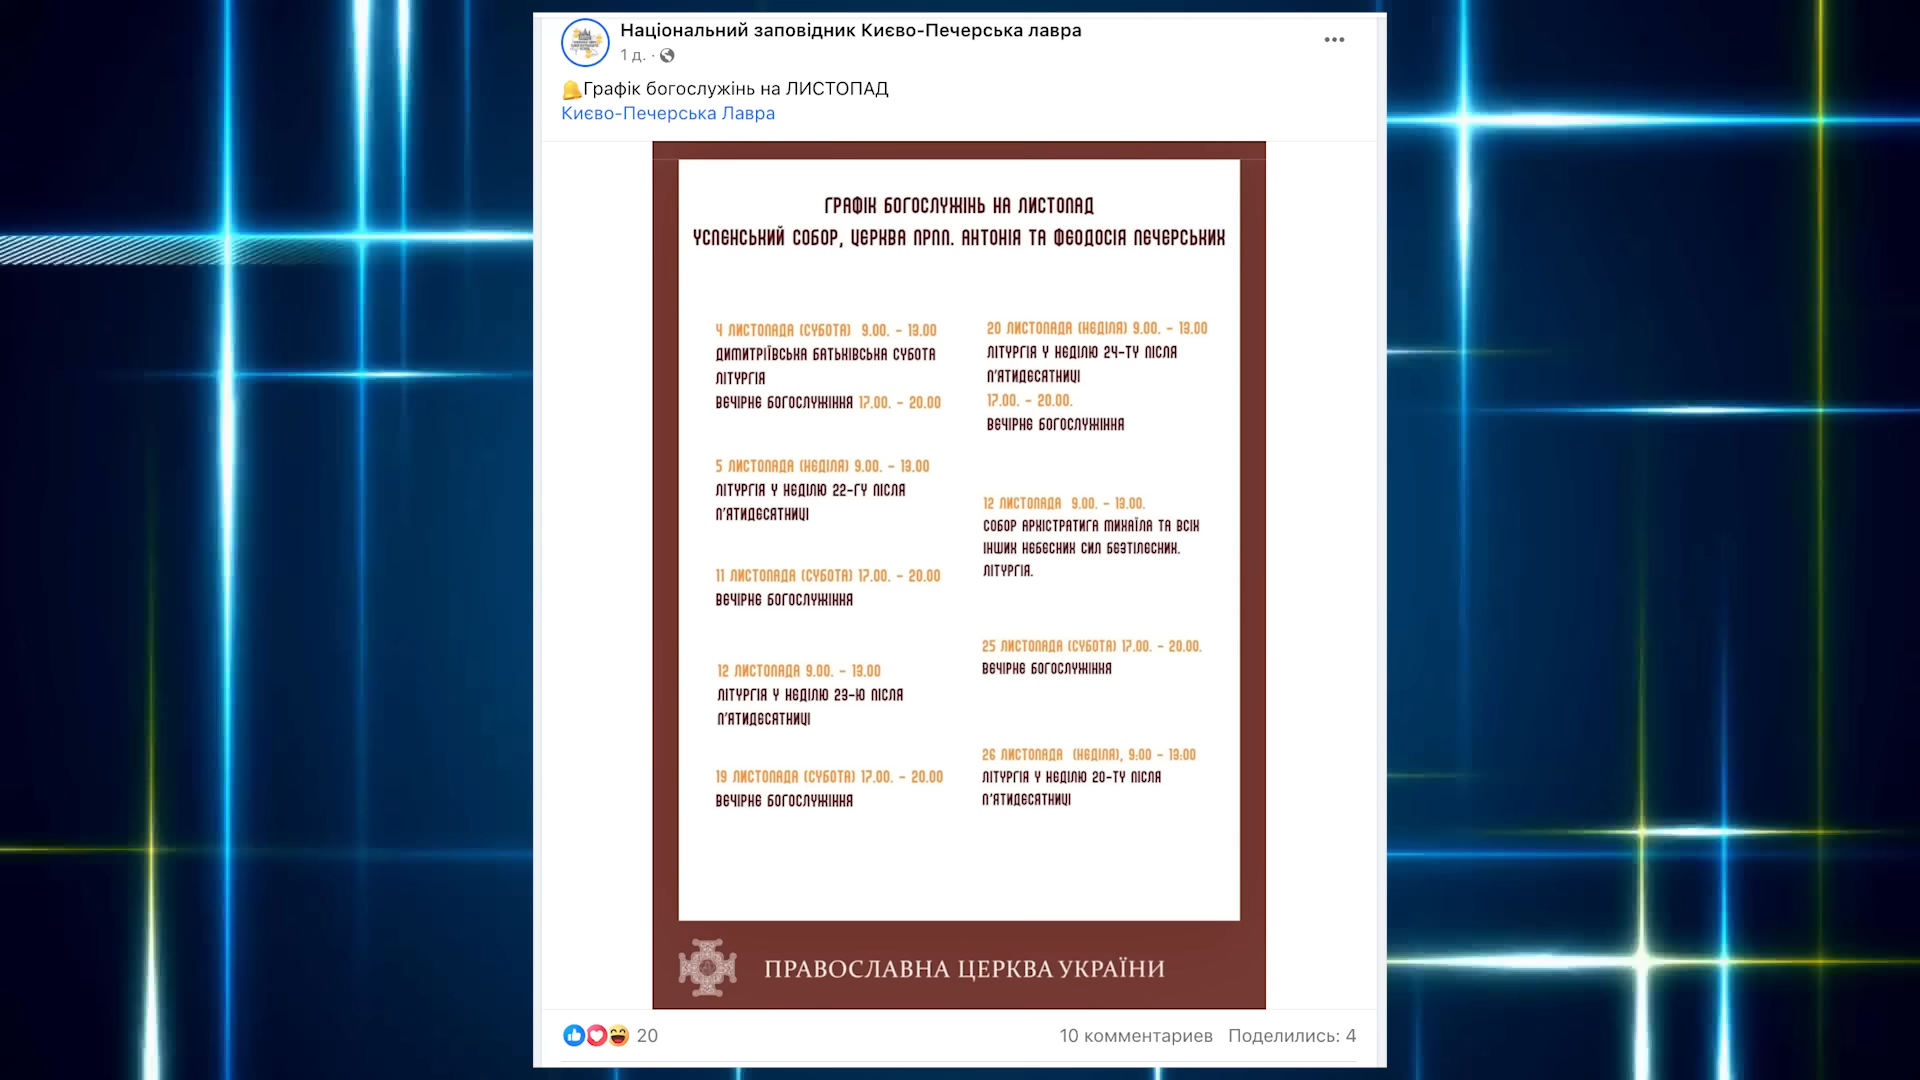 Національний заповідник Києво-Печерська лавра
1 д. ·
Графік богослужінь на ЛИСТОПАД
Києво-Печерська Лавра
ГРАФІК БОГОСЛУЖІНЬ НА ЛИСТОПАД
УСПЕНСЬКИЙ СОБОР, ЦЕРКВА ПРПП. АНТОНІЯ ТА ФЕОДОСІЯ ПЕЧЕРСЬКИХ
4 ЛИСТОПАДА (СУБОТА) 9.00. - 13.00
ДИМИТРІЇВСЬКА БАТЬКІВСЬКА СУБОТА
ЛІТУРГІЯ
ВЕЧІРНЄ БОГОСЛУЖІННЯ 17.00. - 20.00
5 ЛИСТОПАДА (НЕДІЛЯ) 9.00. - 13.00
ЛІТУРГІЯ У НЕДІЛЮ 22-ГУ ПІСЛЯ
П'ЯТИДЕСЯТНИЦІ
11 ЛИСТОПАДА (СУБОТА) 17.00. - 20.00
ВЕЧІРНЄ БОГОСЛУЖІННЯ
12 ЛИСТОПАДА 9.00. - 13.00
ЛІТУРГІЯ У НЕДІЛЮ 23-Ю ПІСЛЯ
П'ЯТИДЕСЯТНИЦІ
19 ЛИСТОПАДА (СУБОТА) 17.00. - 20.00
ВЕЧІРНЄ БОГОСЛУЖІННЯ
20 ЛИСТОПАДА (НЕДІЛЯ) 9.00. - 13.00
ЛІТУРГІЯ У НЕДІЛЮ 24-ТУ ПІСЛЯ
П'ЯТИДЕСЯТНИЦІ
17.00. - 20.00.
ВЕЧІРНЄ БОГОСЛУЖІННЯ
12 ЛИСТОПАДА 9.00. - 13.00.
СОБОР АРХІСТРАТИГА МИХАЇЛА ТА ВСІХ
ІНШИХ НЕБЕСНИХ СИЛ БЕЗТІЛЕСНИХ.
ЛІТУРГІЯ.
25 ЛИСТОПАДА (СУБОТА) 17.00. - 20.00.
ВЕЧІРНЄ БОГОСЛУЖІННЯ
26 ЛИСТОПАДА (НЕДІЛЯ), 9:00 - 13:00
ЛІТУРГІЯ У НЕДІЛЮ 20-ТУ ПІСЛЯ
П'ЯТИДЕСЯТНИЦІ
ПРАВОСЛАВНА ЦЕРКВА УКРАЇНИ
20
10 комментариев Поделились: 4